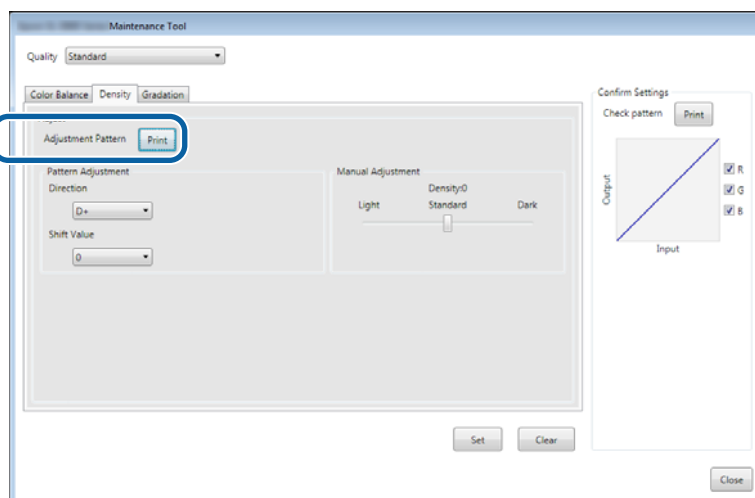 Maintenance Tool
Quality Standard
Color Balance Density Gradation
Adjustment Pattern Print
Pattern Adjustment
Direction
D+
Shift Value
0
Manual Adjustment
Density:0
Light Standard Dark
Set Clear
Confirm Settings
Check pattern Print
Output
R
G
B
Input
Close